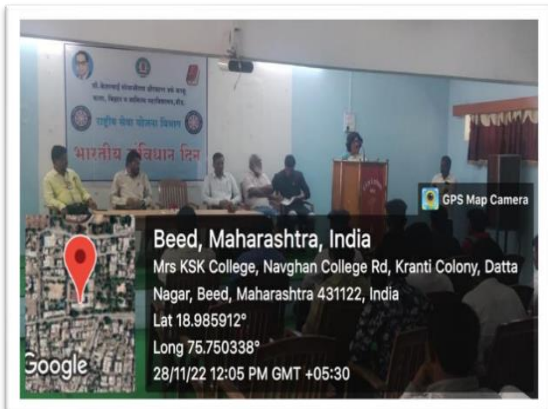 राष्ट्रीय सेवा योजना विभाग
भारतीय संविधान दिन
GPS Map Camera
Beed, Maharashtra, India
Mrs KSK College, Navghan College Rd, Kranti Colony, Datta
Nagar, Beed, Maharashtra 431122, India
Lat 18.985912°
Long 75.750338°
28/11/22 12:05 PM GMT +05:30
Google